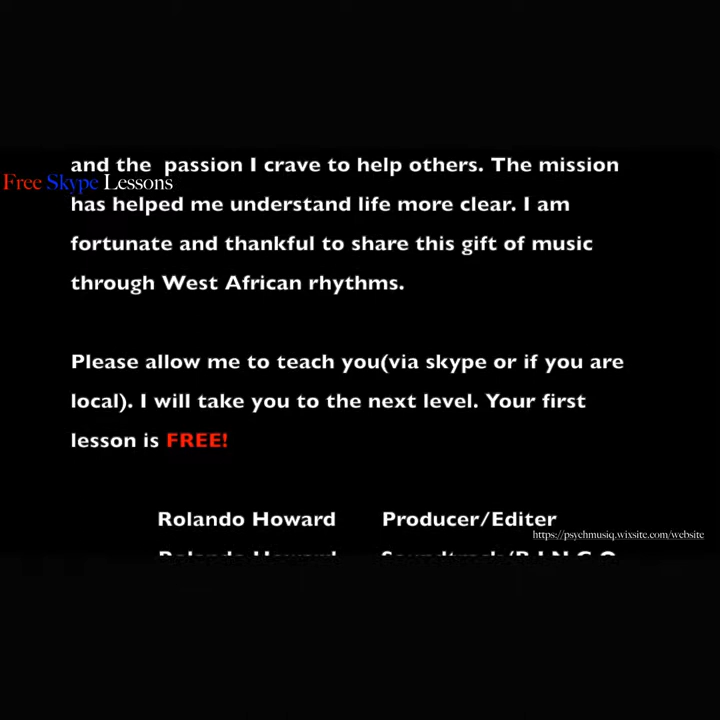 and the passion I crave to help others. The mission
Free Skype Lessons
has helped me understand life more clear. I am
fortunate and thankful to share this gift of music
through West African rhythms.
Please allow me to teach you(via skype or if you are
local). I will take you to the next level. Your first
lesson is FREE!
Rolando Howard Producer/Editer
https://psychmusiq.wixsite.com/website
Rolando Howard